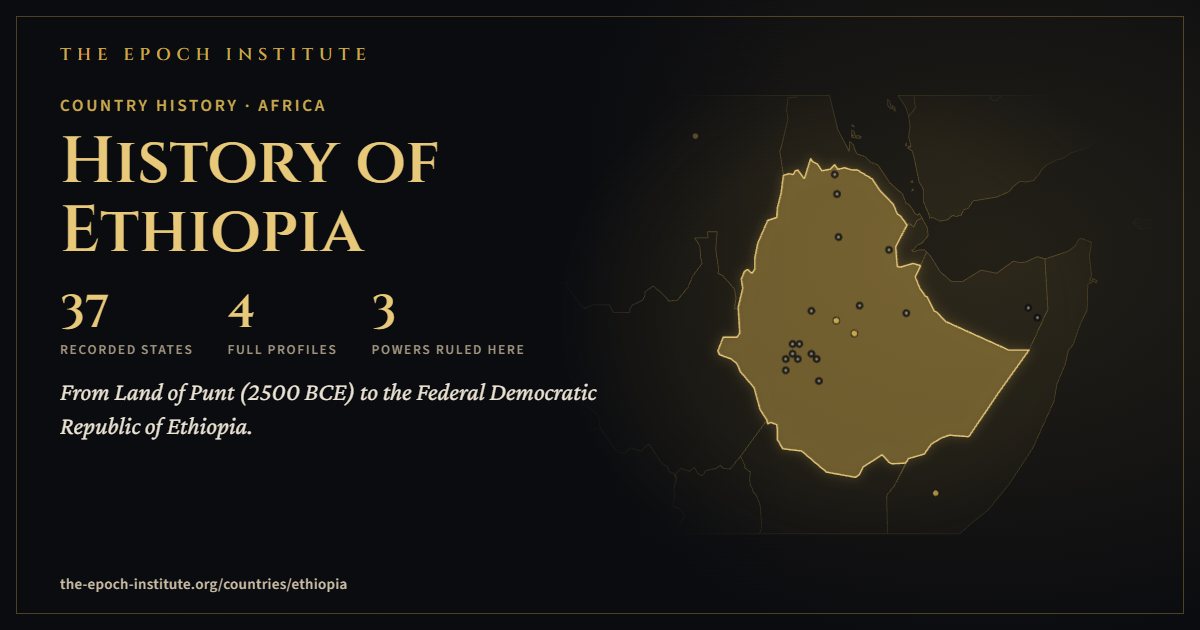 THE EPOCH INSTITUTE
COUNTRY HISTORY · AFRICA
HISTORY OF
ETHIOPIA
37 4 3
RECORDED STATES FULL PROFILES POWERS RULED HERE
From Land of Punt (2500 BCE) to the Federal Democratic
Republic of Ethiopia.
the-epoch-institute.org/countries/ethiopia